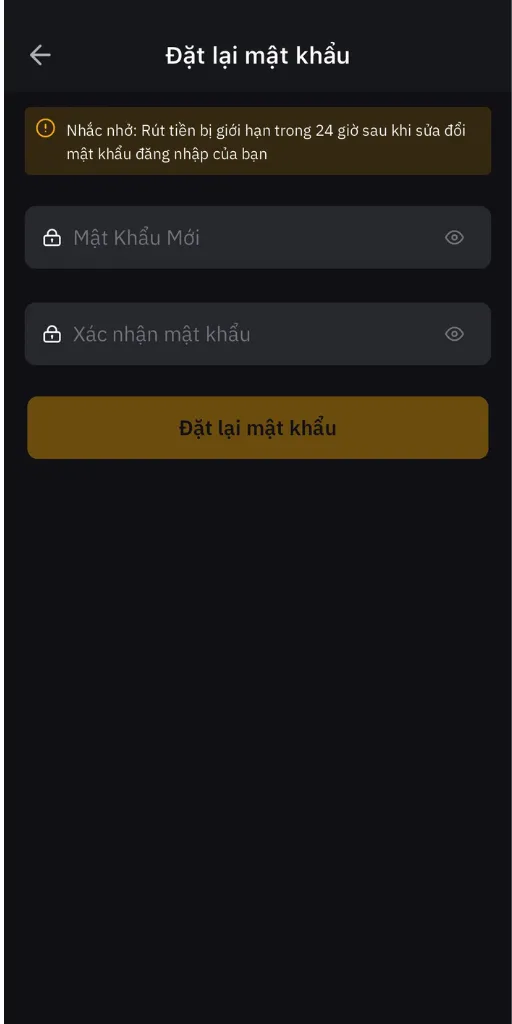 Đặt lại mật khẩu
Nhắc nhở: Rút tiền bị giới hạn trong 24 giờ sau khi sửa đổi
mật khẩu đăng nhập của bạn
Mật Khẩu Mới
Xác nhận mật khẩu
Đặt lại mật khẩu